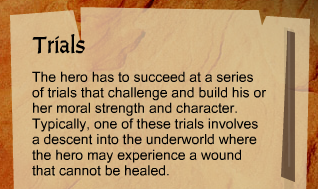 Trials
The hero has to succeed at a series
of trials that challenge and build his or
her moral strength and character.
Typically, one of these trials involves
a descent into the underworld where
the hero may experience a wound
that cannot be healed.